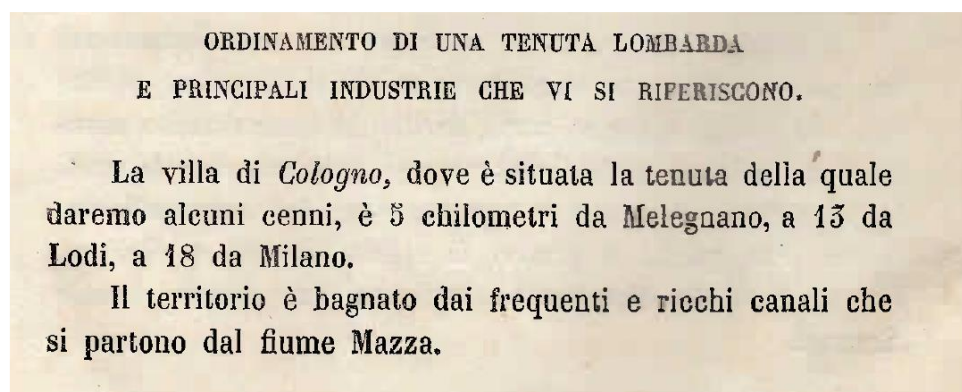 ORDINAMENTO DI UNA TENUTA LOMBARDA
E PRINCIPALI INDUSTRIE CHE VI SI RIFERISCONO.
La villa di Cologno, dove è situata la tenuta della quale
daremo alcuni cenni, è 5 chilometri da Melegnano, a 13 da
Lodi, a 18 da Milano.
Il territorio è bagnato dai frequenti e ricchi canali che
si partono dal fiume Mazza.